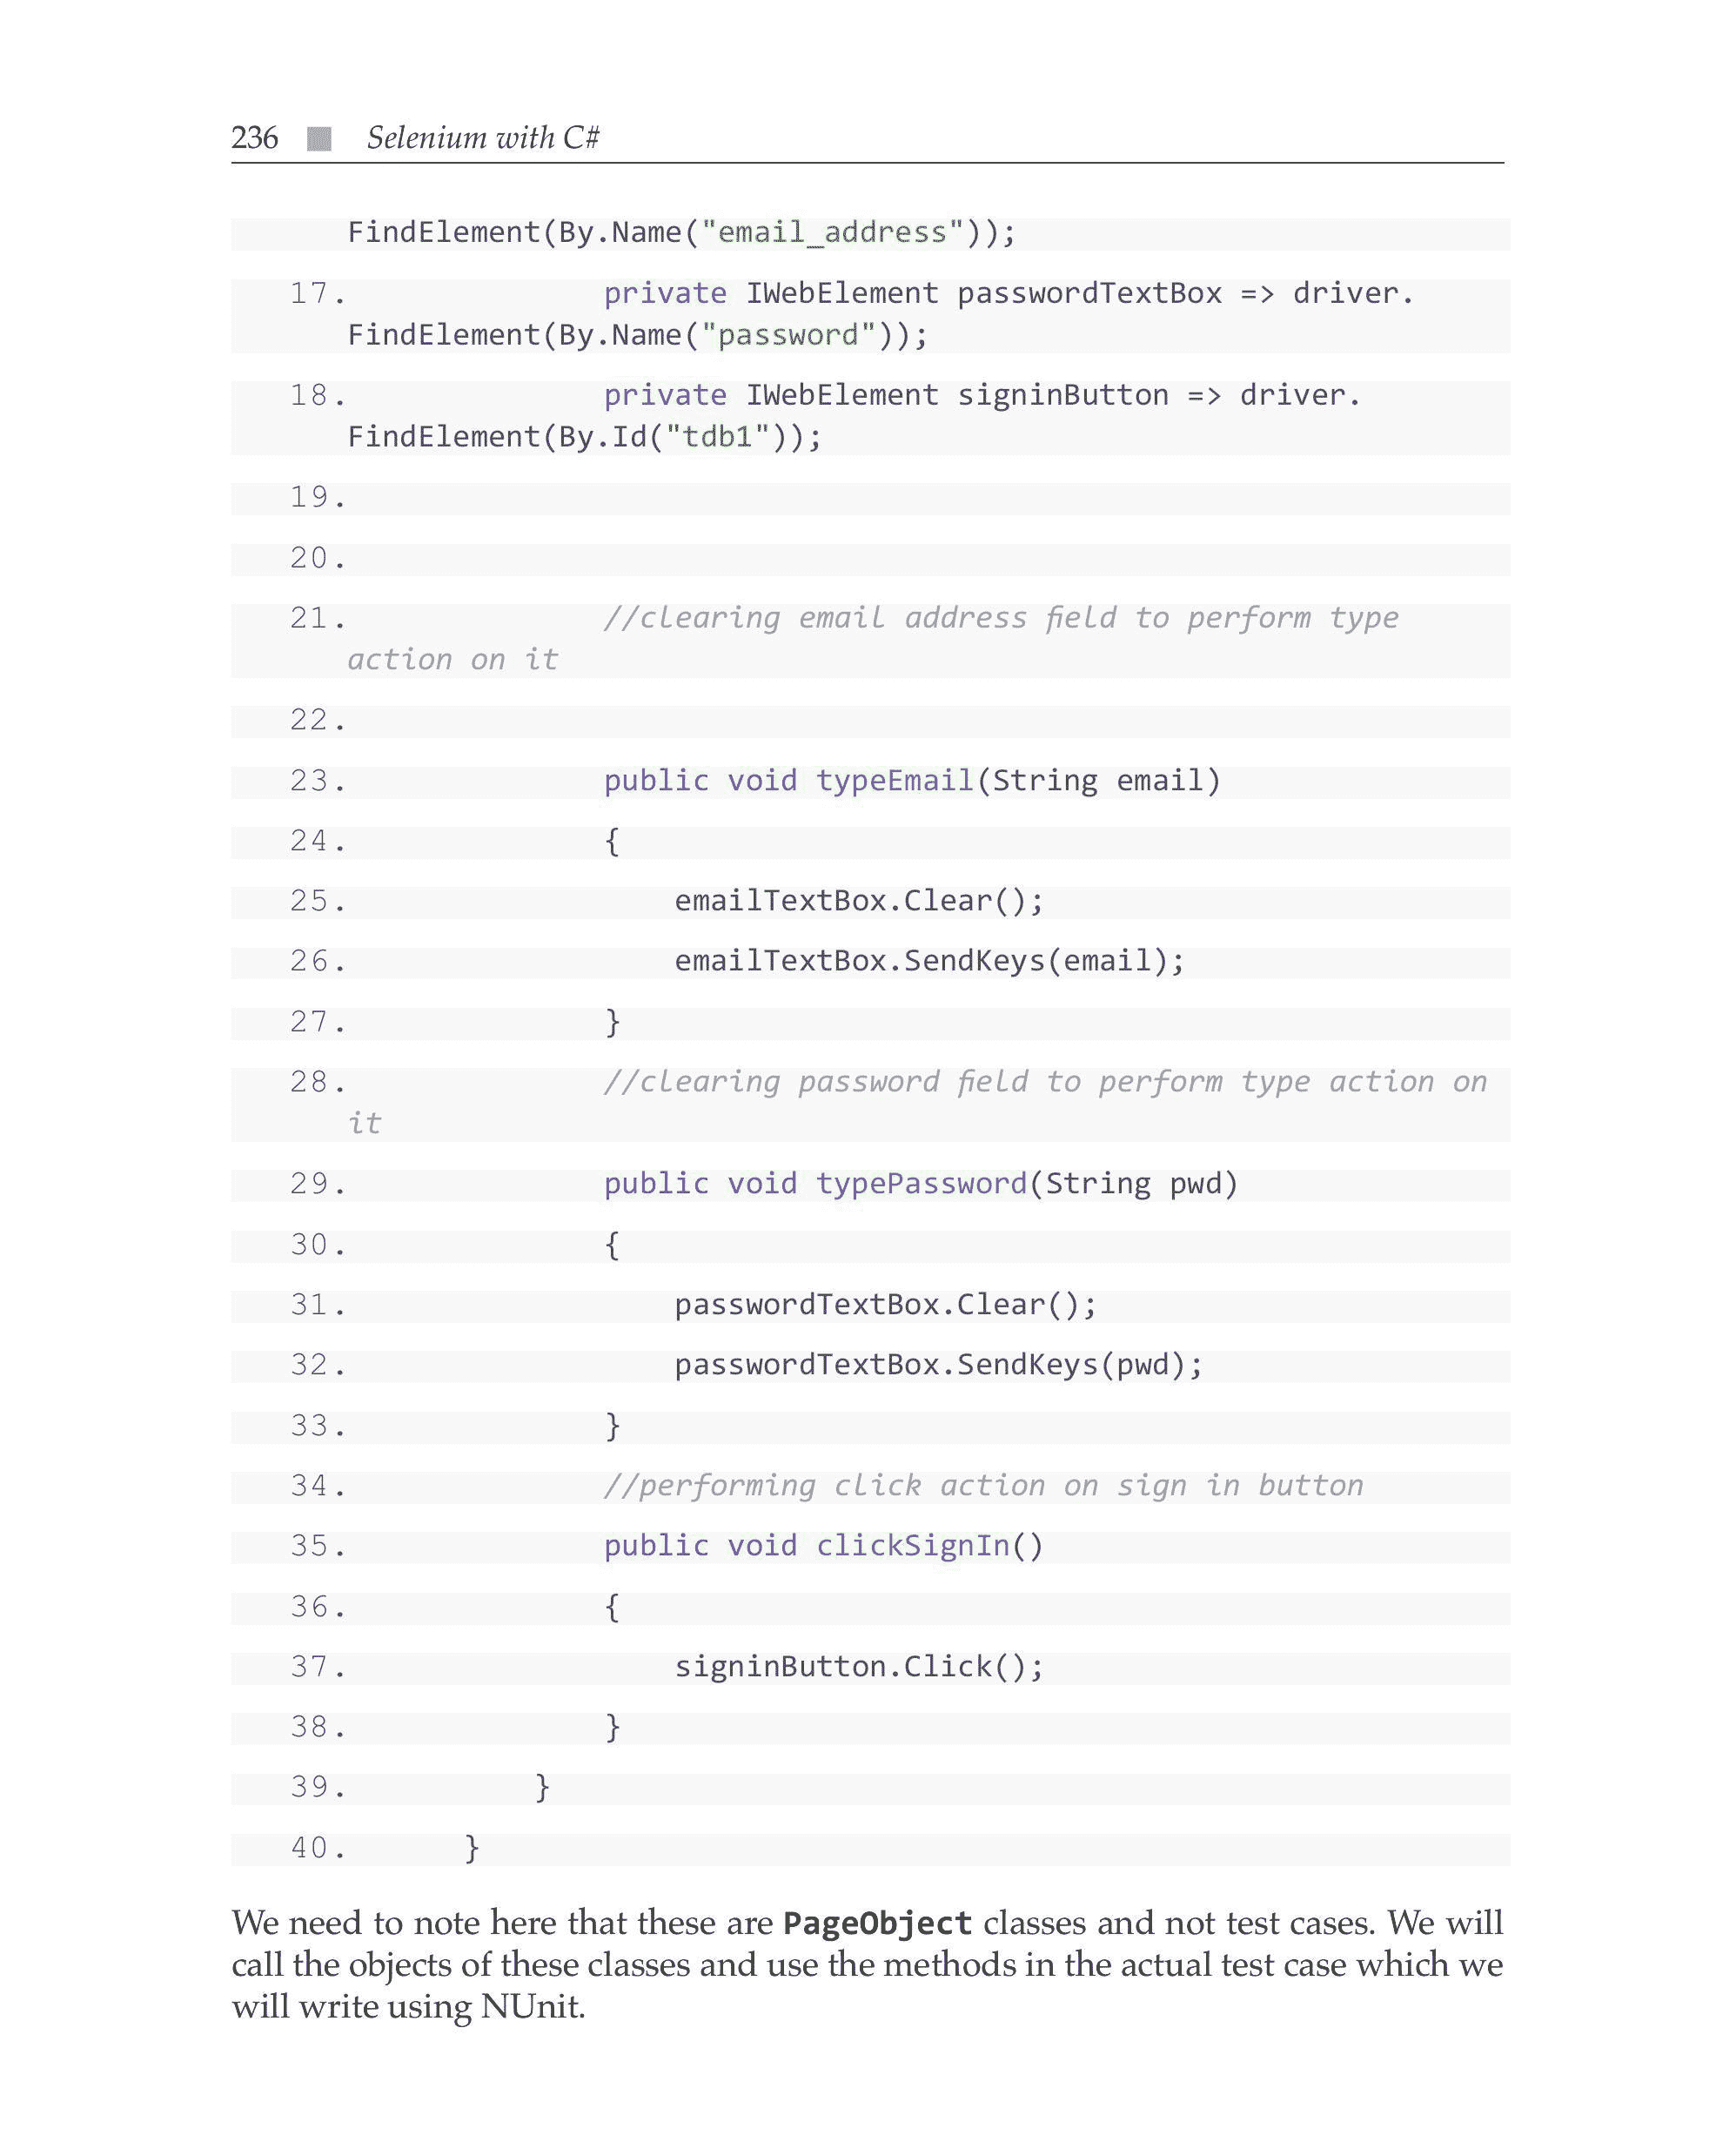 236 Selenium with C#
FindElement(By.Name("email_address"));
17. private IWebElement passwordTextBox => driver.
FindElement(By.Name("password"));
18. private IWebElement signinButton => driver.
FindElement(By.Id("tdb1"));
19.
20.
21. //clearing email address field to perform type
action on it
22.
23. public void typeEmail(String email)
24. {
25. emailTextBox.Clear();
26. emailTextBox.SendKeys(email);
27. }
28. //clearing password field to perform type action on
it
29. public void typePassword(String pwd)
30. {
31. passwordTextBox.Clear();
32. passwordTextBox.SendKeys(pwd);
33. }
34. //performing click action on sign in button
35. public void clickSignIn()
36. {
37. signinButton.Click();
38. }
39. }
40. }
We need to note here that these are PageObject classes and not test cases. We will
call the objects of these classes and use the methods in the actual test case which we
will write using NUnit.